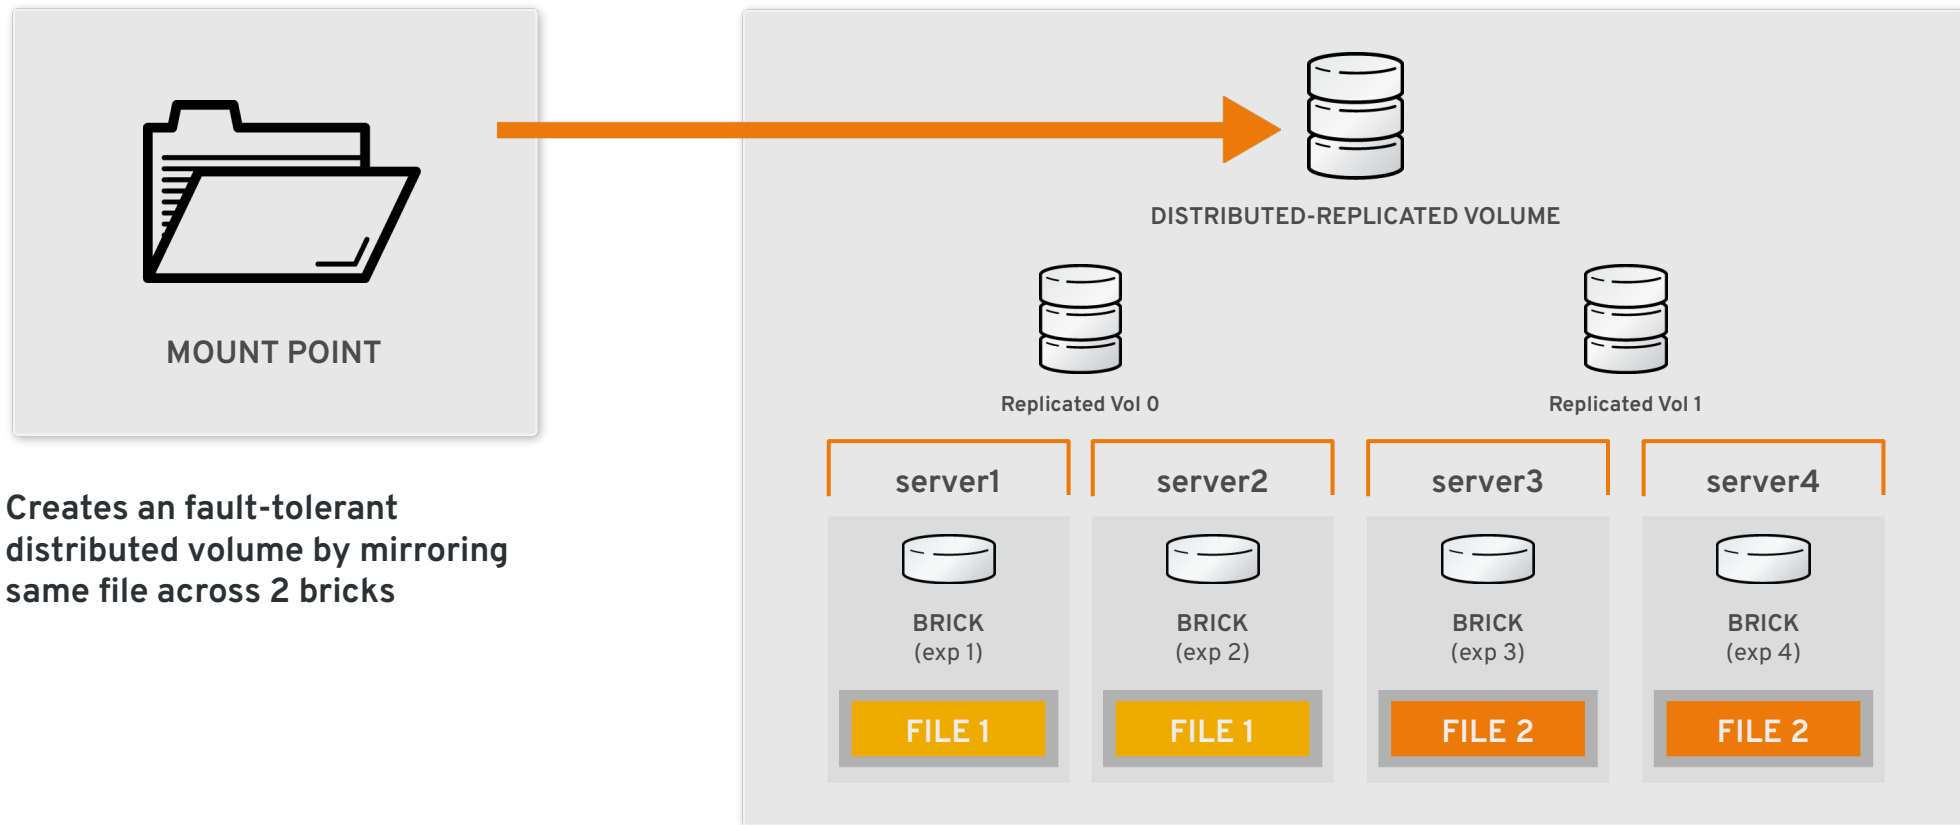 MOUNT POINT
Creates an fault-tolerant
distributed volume by mirroring
same file across 2 bricks
DISTRIBUTED-REPLICATED VOLUME
Replicated Vol 0
Replicated Vol 1
server1
server2
server3
server4
BRICK
(exp 1)
BRICK
(exp 2)
BRICK
(exp 3)
BRICK
(exp 4)
FILE 1
FILE 1
FILE 2
FILE 2